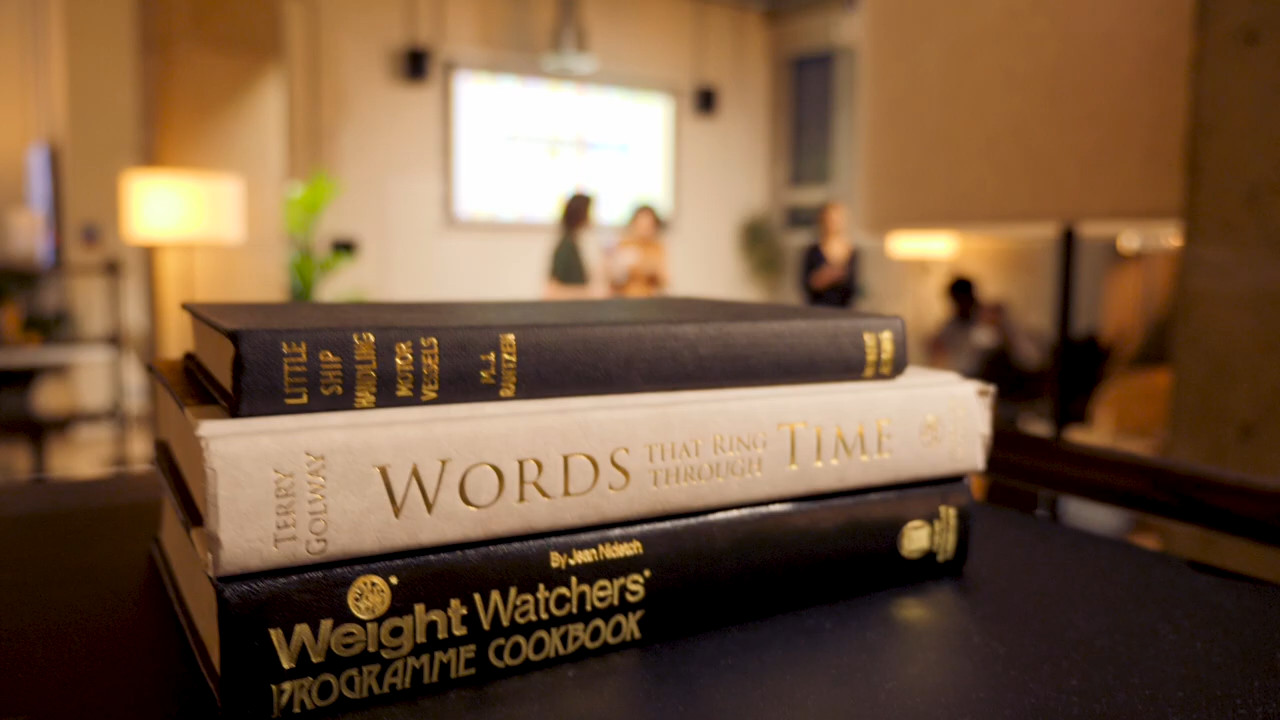 LITTLE
SHIP
HANDLING
MOTOR
VESSELS
M.J.
RANTZEN
TERRY
GOLWAY
WORDS THAT RING THROUGH TIME
By Jean Nidetch
Weight Watchers®
PROGRAMME COOKBOOK